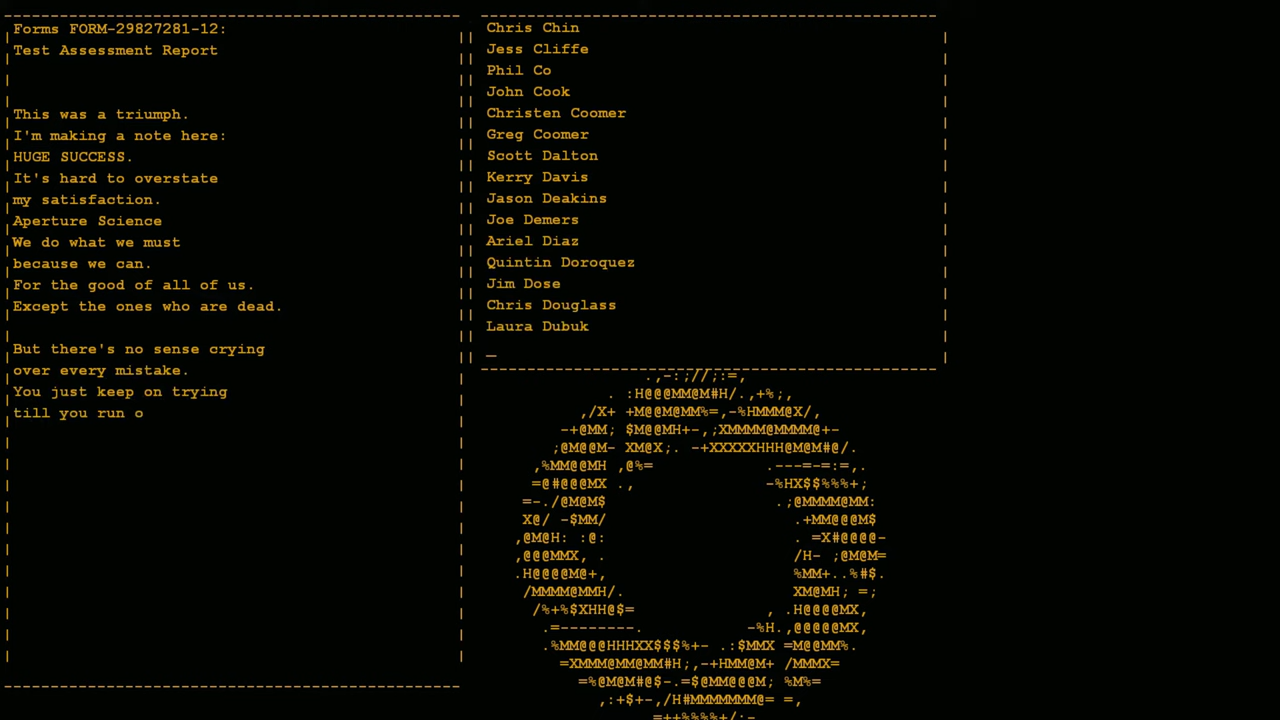 Forms FORM-29827281-12:
Test Assessment Report
This was a triumph.
I'm making a note here:
HUGE SUCCESS.
It's hard to overstate
my satisfaction.
Aperture Science
We do what we must
because we can.
For the good of all of us.
Except the ones who are dead.
But there's no sense crying
over every mistake.
You just keep on trying
till you run o
Chris Chin
Jess Cliffe
Phil Co
John Cook
Christen Coomer
Greg Coomer
Scott Dalton
Kerry Davis
Jason Deakins
Joe Demers
Ariel Diaz
Quintin Doroquez
Jim Dose
Chris Douglass
Laura Dubuk